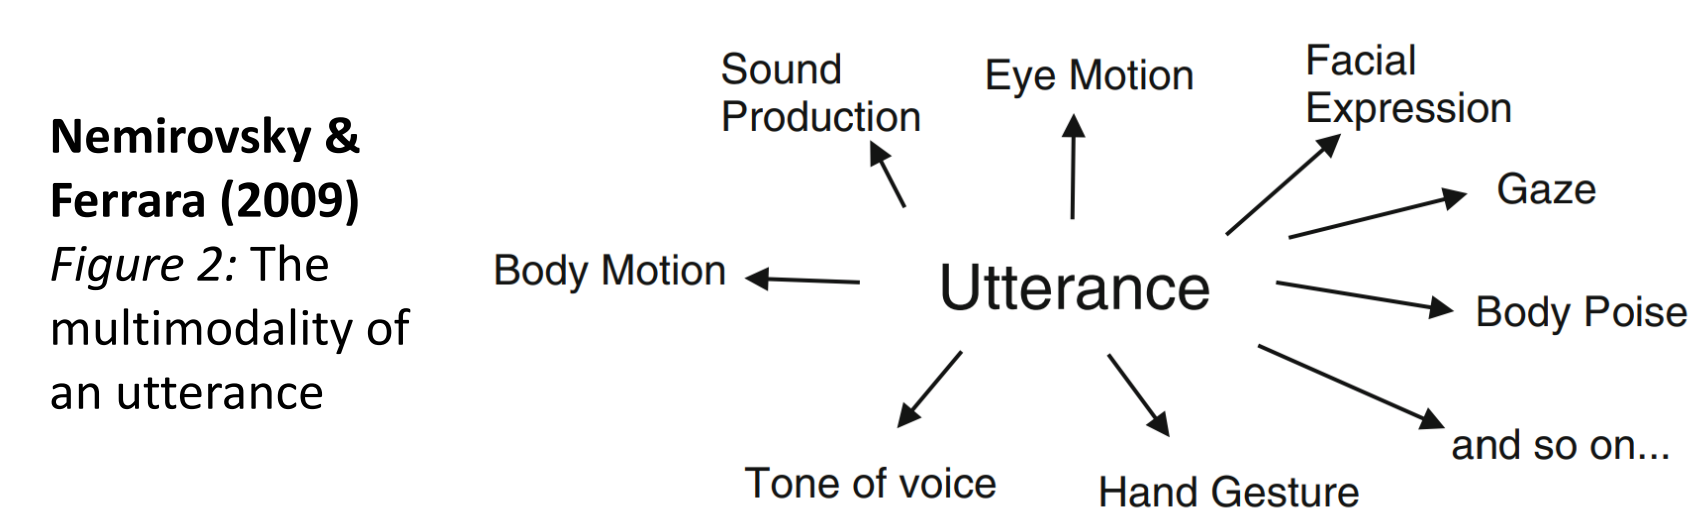 Nemirovsky &
Ferrara (2009)
Figure 2: The
multimodality of
an utterance
Sound
Production
Eye Motion
Facial
Expression
Gaze
Body Motion
Utterance
Body Poise
and so on...
Tone of voice
Hand Gesture